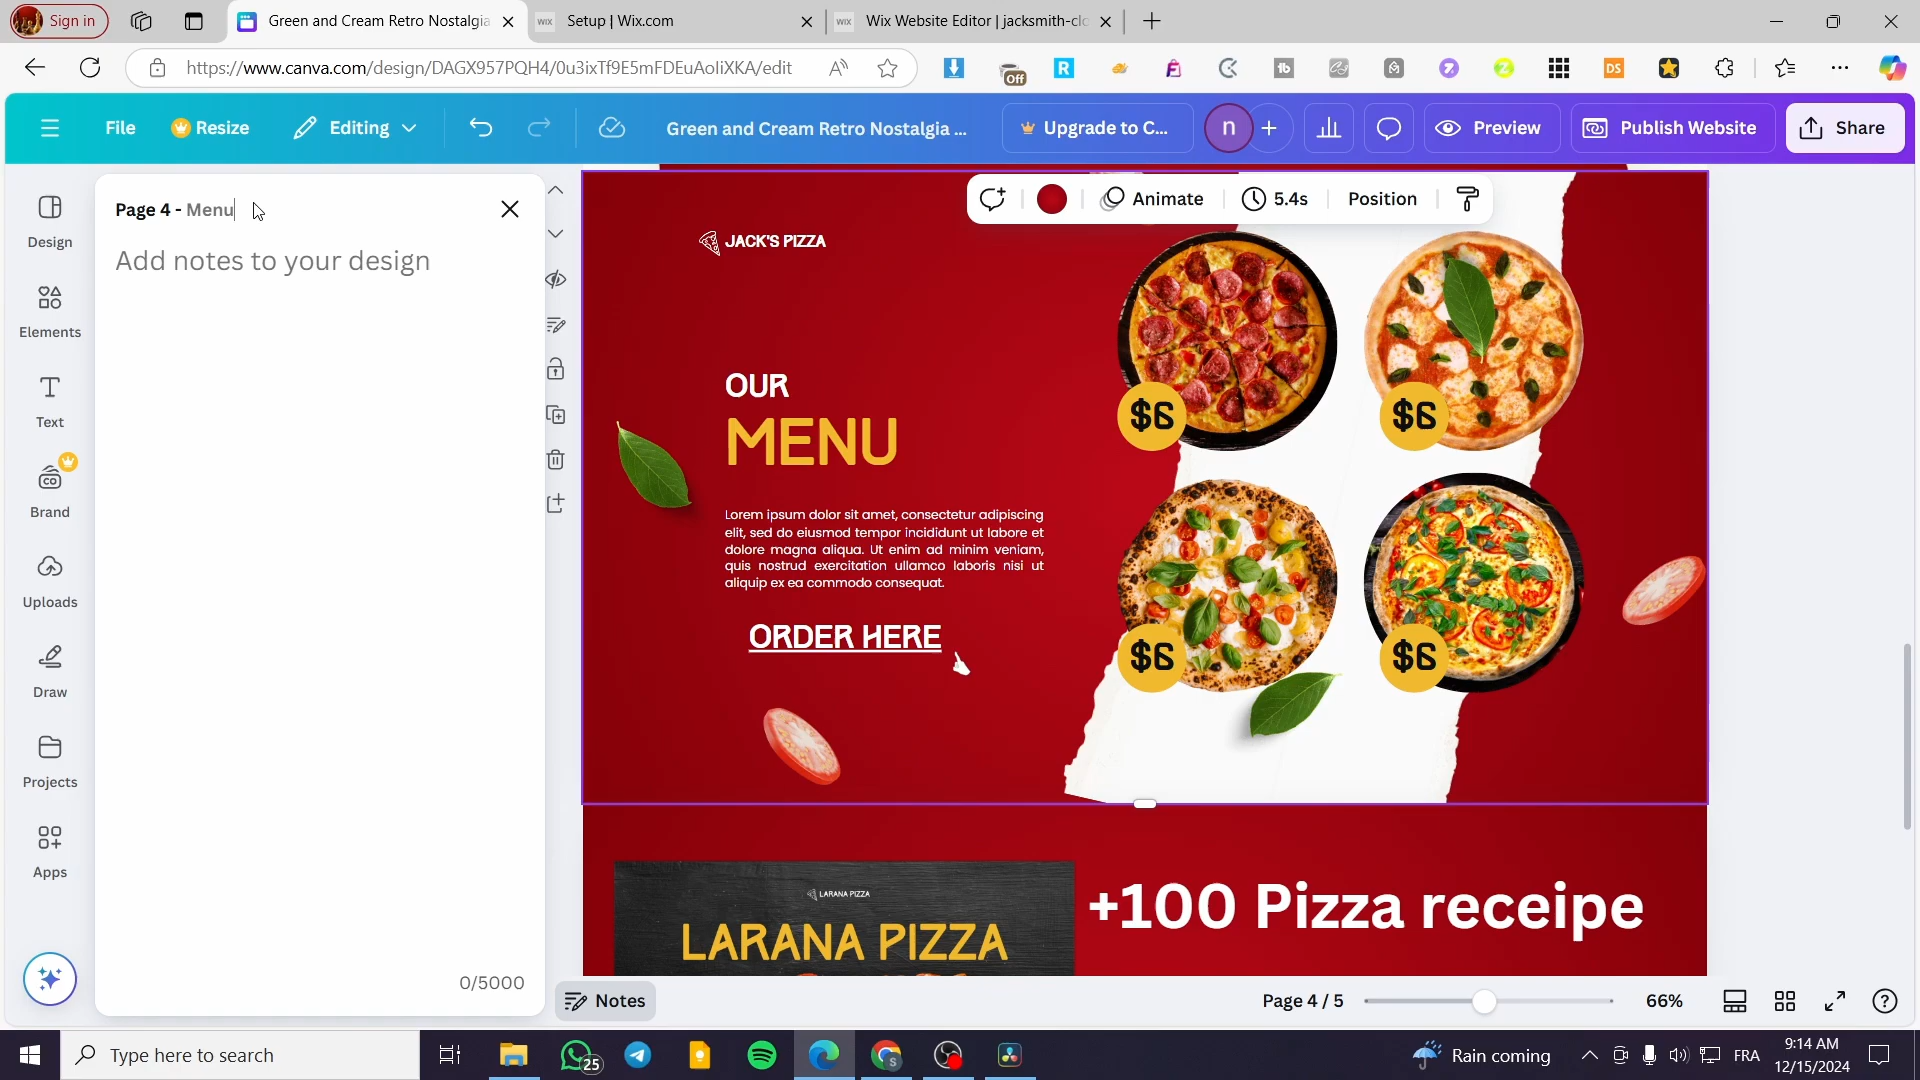 Sign in
Green and Cream Retro Nostalgia
WIX Setup | Wix.com
WIX Wix Website Editor | jacksmith-clo
https://www.canva.com/design/DAGX957PQH4/0u3ixTf9E5mFDEuAoIiXKA/edit
Off
DS
File
Resize
Editing
Green and Cream Retro Nostalgia ...
Upgrade to C...
n
Preview
Publish Website
Share
Design
Elements
Text
Brand
Uploads
Draw
Projects
Apps
Page 4 - Menu
Add notes to your design
0/5000
Animate
5.4s
Position
JACK'S PIZZA
OUR
MENU
Lorem ipsum dolor sit amet, consectetur adipiscing
elit, sed do eiusmod tempor incididunt ut labore et
dolore magna aliqua. Ut enim ad minim veniam,
quis nostrud exercitation ullamco laboris nisi ut
aliquip ex ea commodo consequat.
ORDER HERE
$6
$6
$6
$6
LARANA PIZZA
LARANA PIZZA
+100 Pizza receipe
Notes
Page 4 / 5
66%
Type here to search
25
Rain coming
FRA
9:14 AM
12/15/2024